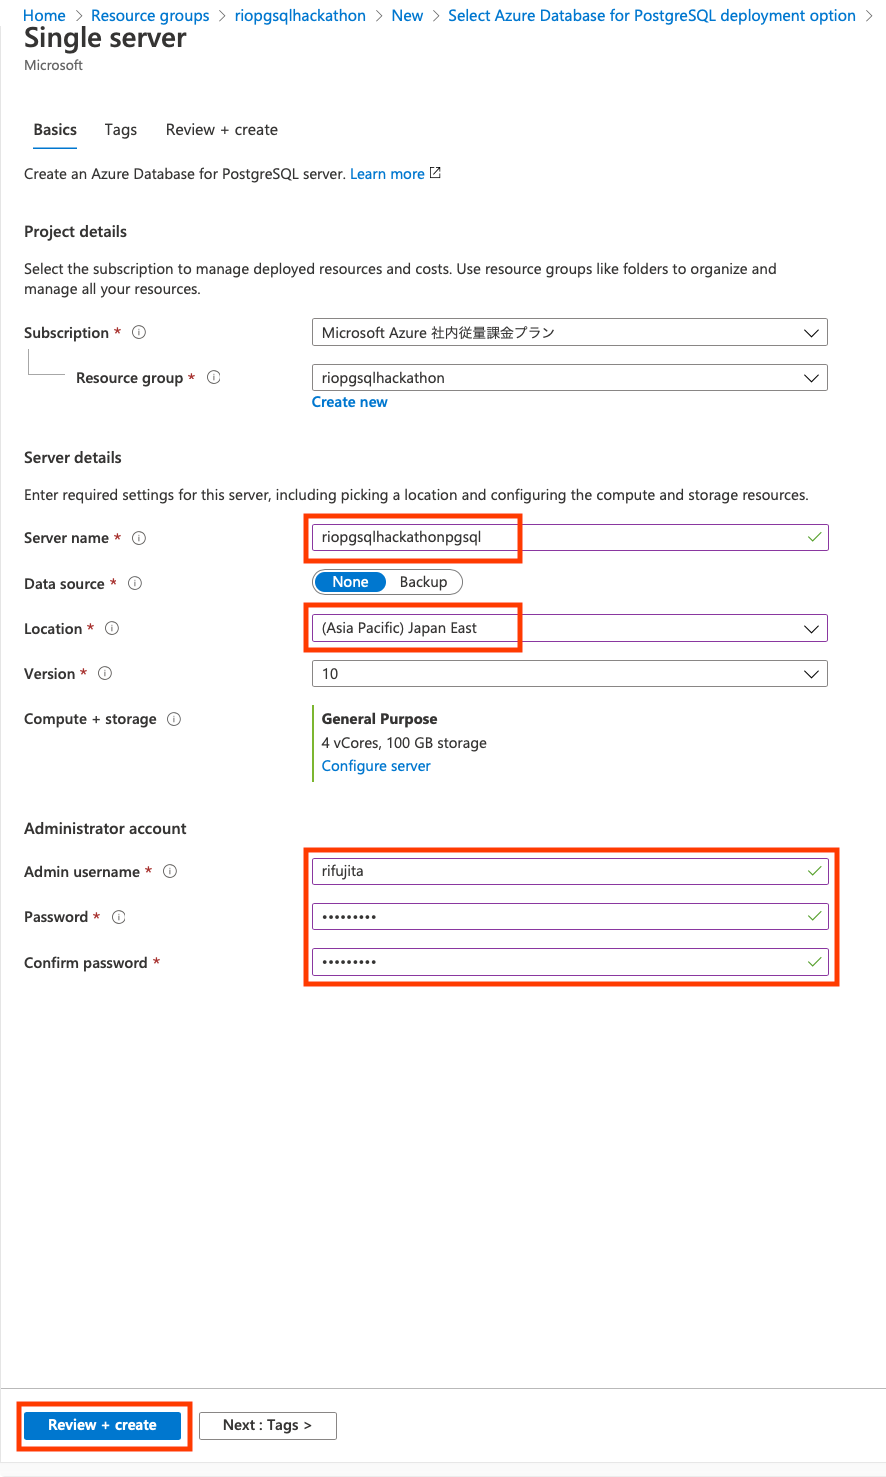 Home > Resource groups > riopgsqlhackathon > New > Select Azure Database for PostgreSQL deployment option >
Single server
Microsoft
Basics Tags Review + create
Create an Azure Database for PostgreSQL server. Learn more
Project details
Select the subscription to manage deployed resources and costs. Use resource groups like folders to organize and
manage all your resources.
Subscription * Microsoft Azure 社内従量課金プラン
Resource group * riopgsqlhackathon
Create new
Server details
Enter required settings for this server, including picking a location and configuring the compute and storage resources.
Server name * riopgsqlhackathonpgsql
Data source * None Backup
Location * (Asia Pacific) Japan East
Version * 10
Compute + storage General Purpose
4 vCores, 100 GB storage
Configure server
Administrator account
Admin username * rifujita
Password * •••••••••
Confirm password * •••••••••
Review + create Next : Tags >